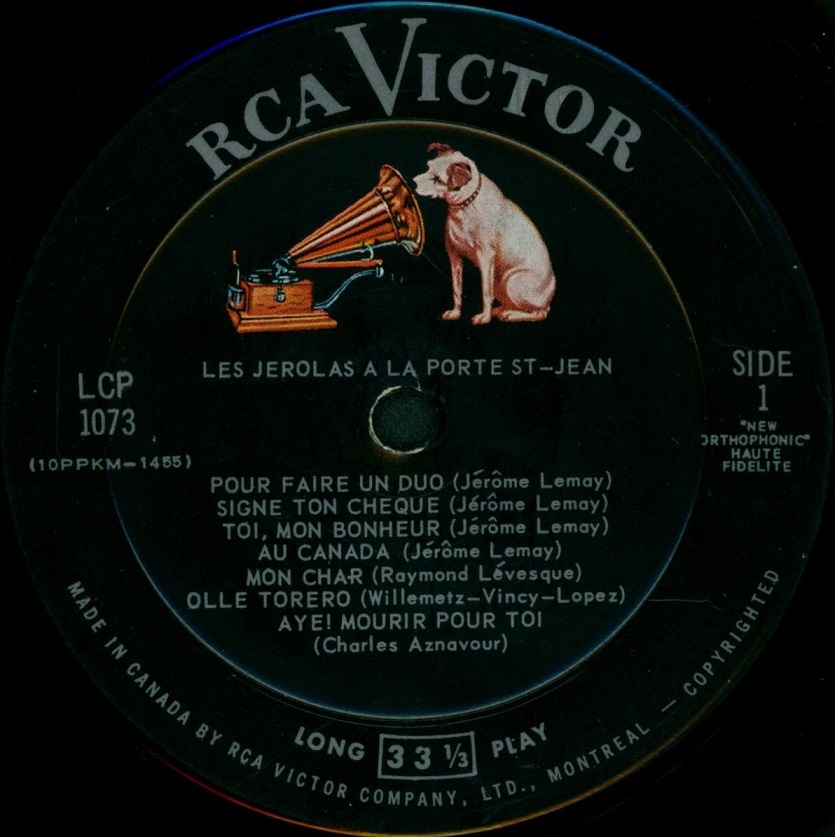 RCA VICTOR
LES JEROLAS A LA PORTE ST-JEAN
LCP
1073
(10PPKM-1455)
SIDE
1
"NEW
ORTHOPHONIC"
HAUTE
FIDELITE
POUR FAIRE UN DUO (Jérôme Lemay)
SIGNE TON CHEQUE (Jérôme Lemay)
TOI, MON BONHEUR (Jérôme Lemay)
AU CANADA (Jérôme Lemay)
MON CHAR (Raymond Lévesque)
OLLE TORERO (Willemetz-Vincy-Lopez)
AYE! MOURIR POUR TOI
(Charles Aznavour)
LONG 33 1/3 PLAY
MADE IN CANADA BY RCA VICTOR COMPANY, LTD., MONTREAL — COPYRIGHTED